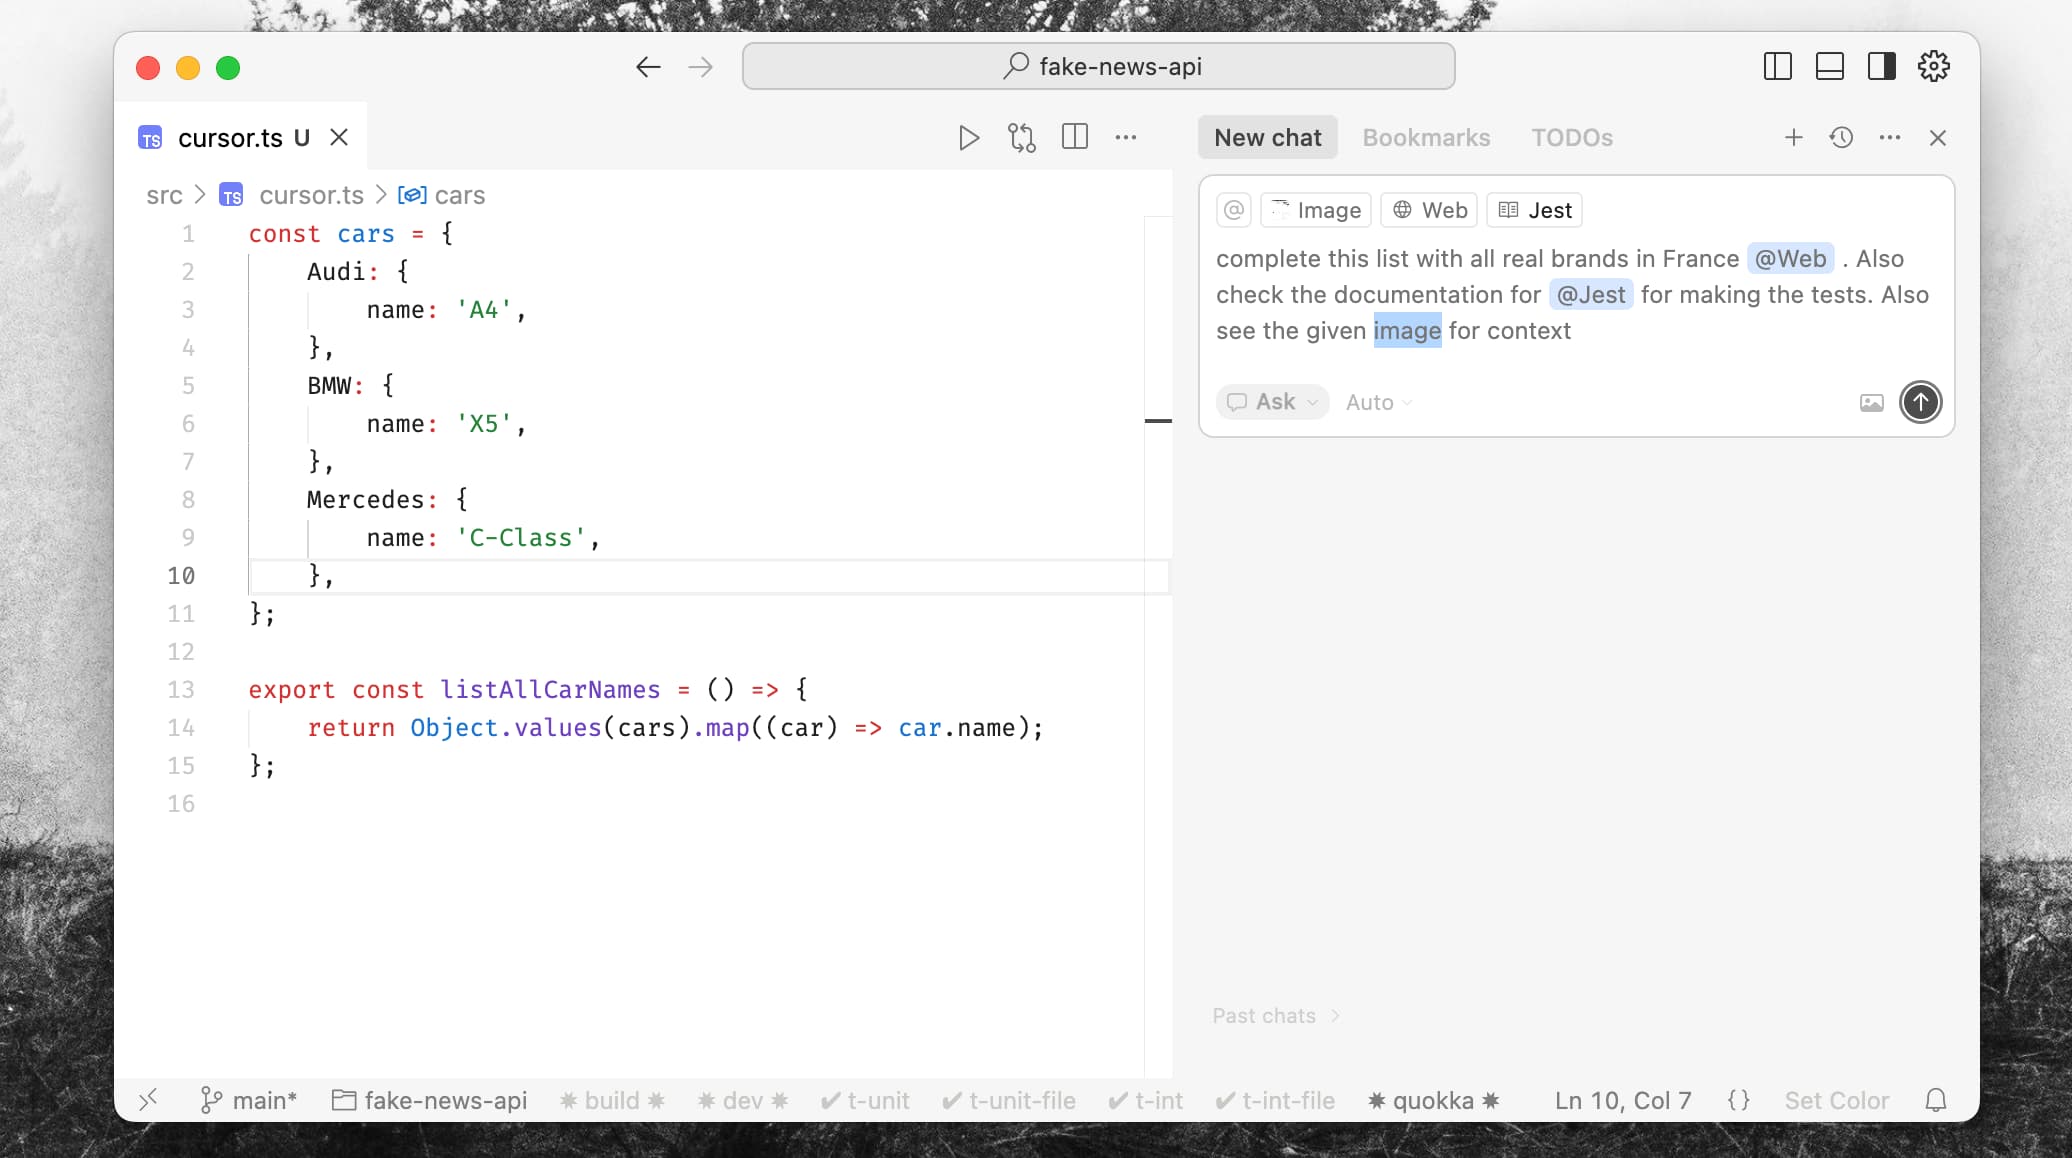 fake-news-api
TS cursor.ts U
New chat Bookmarks TODOs
src > TS cursor.ts > cars
1 const cars = {
2 Audi: {
3 name: 'A4',
4 },
5 BMW: {
6 name: 'X5',
7 },
8 Mercedes: {
9 name: 'C-Class',
10 },
11 };
12
13 export const listAllCarNames = () => {
14 return Object.values(cars).map((car) => car.name);
15 };
16
@ Image Web Jest
complete this list with all real brands in France @Web . Also
check the documentation for @Jest for making the tests. Also
see the given image for context
Ask Auto
Past chats >
main* fake-news-api ✷ build ✷ ✷ dev ✷ ✔ t-unit ✔ t-unit-file ✔ t-int ✔ t-int-file ✷ quokka ✷ Ln 10, Col 7 {} Set Color